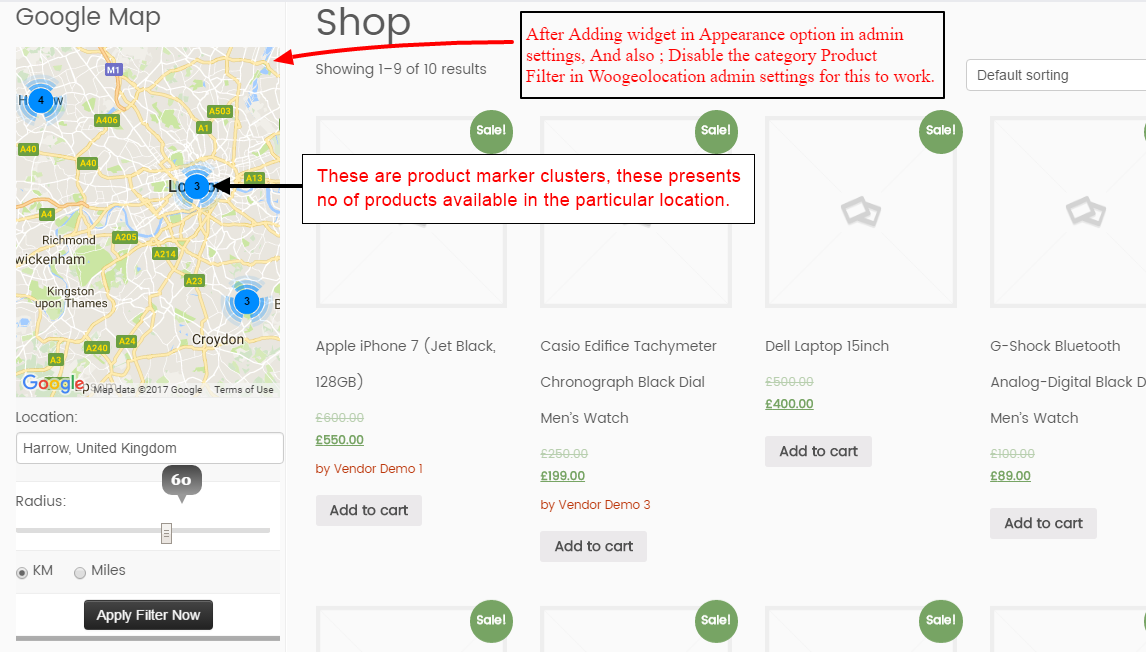 Google Map
M1
Harrow
4
A406
A503
A1
A40
A40
London
3
A13
A4
A205
Richmond
A214
wickenham
A23
Kingston
upon Thames
3
Croydon
A24
A240
A3
Google
Map data ©2017 Google
Terms of Use
Location:
Harrow, United Kingdom
60
Radius:
KM
Miles
Apply Filter Now
Shop
Showing 1–9 of 10 results
After Adding widget in Appearance option in admin
settings, And also ; Disable the category Product
Filter in Woogeolocation admin settings for this to work.
Default sorting
These are product marker clusters, these presents
no of products available in the particular location.
Sale!
Sale!
Sale!
Apple iPhone 7 (Jet Black,
128GB)
£600.00
£550.00
by Vendor Demo 1
Add to cart
Casio Edifice Tachymeter
Chronograph Black Dial
Men's Watch
£250.00
£199.00
by Vendor Demo 3
Add to cart
Dell Laptop 15inch
£500.00
£400.00
Add to cart
G-Shock Bluetooth
Analog-Digital Black D
Men's Watch
£100.00
£89.00
Add to cart
Sale!
Sale!
Sale!